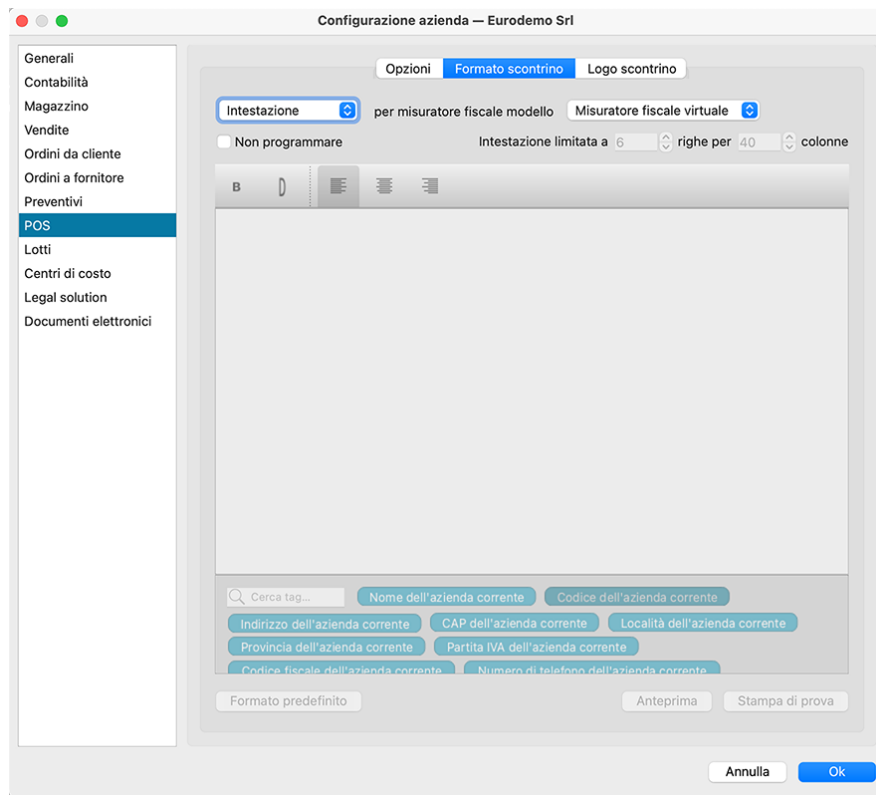 Configurazione azienda — Eurodemo Srl
Generali
Contabilità
Magazzino
Vendite
Ordini da cliente
Ordini a fornitore
Preventivi
POS
Lotti
Centri di costo
Legal solution
Documenti elettronici
Opzioni Formato scontrino Logo scontrino
Intestazione per misuratore fiscale modello Misuratore fiscale virtuale
Non programmare Intestazione limitata a 6 righe per 40 colonne
B D
Cerca tag... Nome dell'azienda corrente Codice dell'azienda corrente
Indirizzo dell'azienda corrente CAP dell'azienda corrente Località dell'azienda corrente
Provincia dell'azienda corrente Partita IVA dell'azienda corrente
Codice fiscale dell'azienda corrente Numero di telefono dell'azienda corrente
Formato predefinito Anteprima Stampa di prova
Annulla Ok